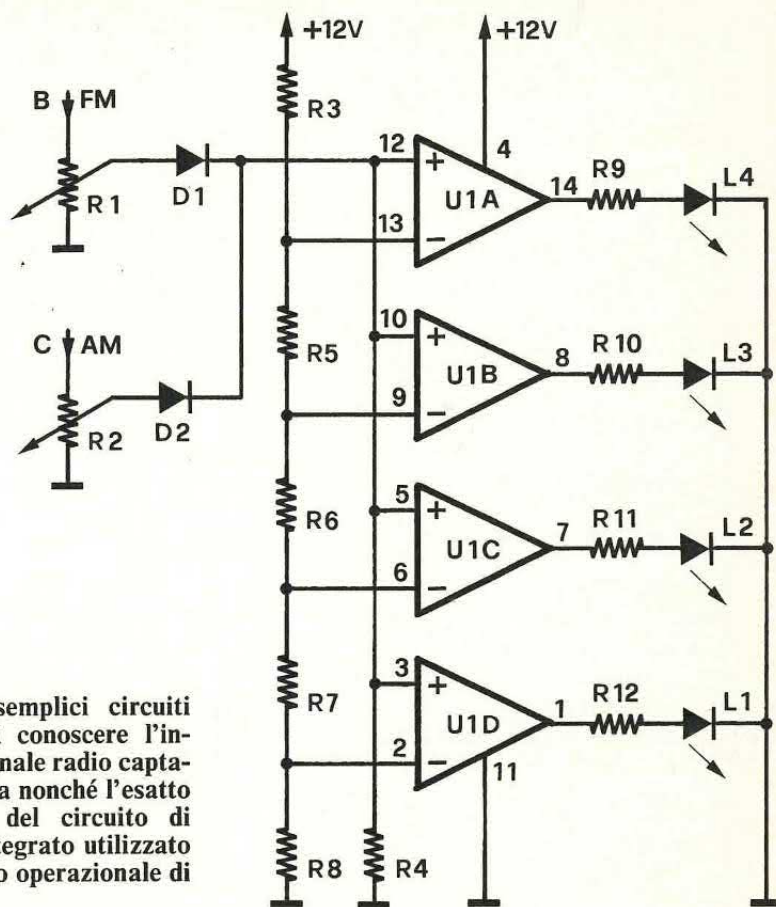 +12V
+12V
B FM
R3
12
4
R9
L4
R1
D1
+
U1A
14
13
−
C AM
10
R5
+
U1B
8
R10
L3
9
−
R2
D2
5
R6
+
U1C
7
R11
L2
6
−
3
R7
+
U1D
1
R12
L1
2
−
11
R8
R4
semplici circuiti
conoscere l'in-
nale radio capta-
a nonché l'esatto
del circuito di
tegrato utilizzato
o operazionale di